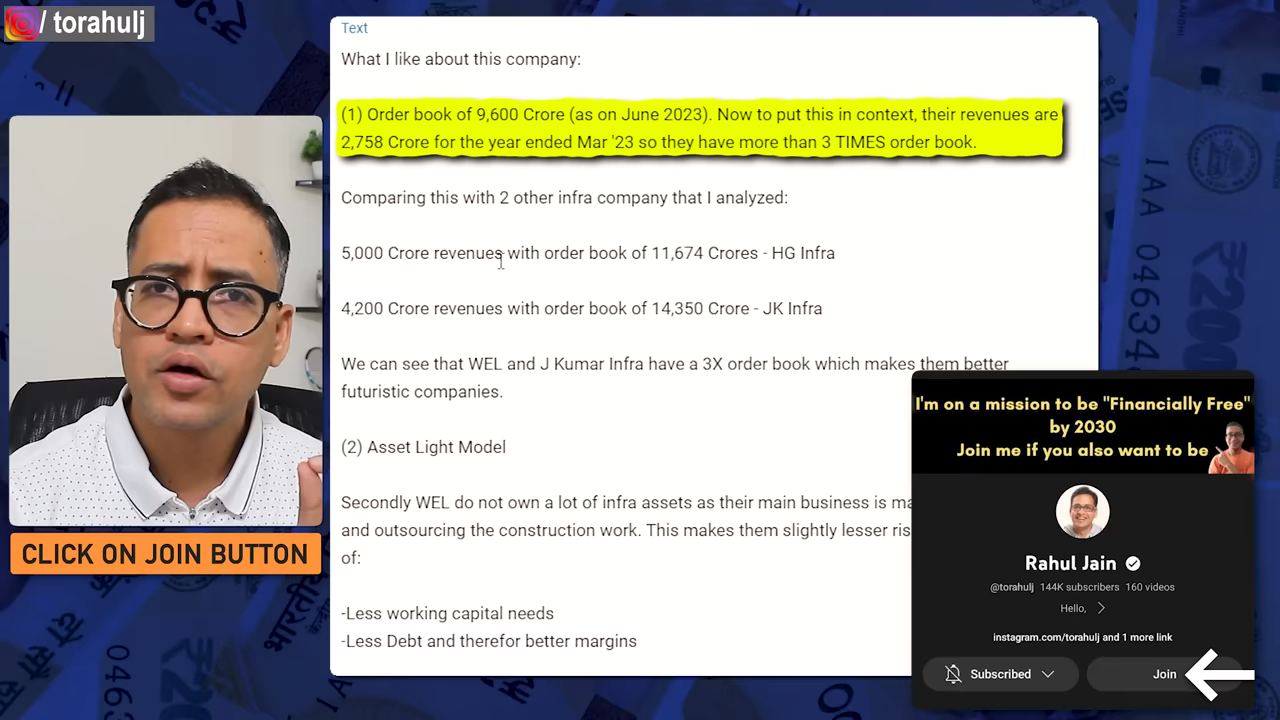 / torahulj
Text
What I like about this company:
(1) Order book of 9,600 Crore (as on June 2023). Now to put this in context, their revenues are
2,758 Crore for the year ended Mar '23 so they have more than 3 TIMES order book.
Comparing this with 2 other infra company that I analyzed:
5,000 Crore revenues with order book of 11,674 Crores - HG Infra
4,200 Crore revenues with order book of 14,350 Crore - JK Infra
We can see that WEL and J Kumar Infra have a 3X order book which makes them better
futuristic companies.
(2) Asset Light Model
Secondly WEL do not own a lot of infra assets as their main business is
and outsourcing the construction work. This makes them slightly lesser
of:
-Less working capital needs
-Less Debt and therefor better margins
CLICK ON JOIN BUTTON
I'm on a mission to be "Financially Free"
by 2030
Join me if you also want to be
Rahul Jain
@torahulj 144K subscribers 160 videos
Hello,
instagram.com/torahulj and 1 more link
Subscribed
Join
IAA 04634
₹200
0463
₹20
भारतीय